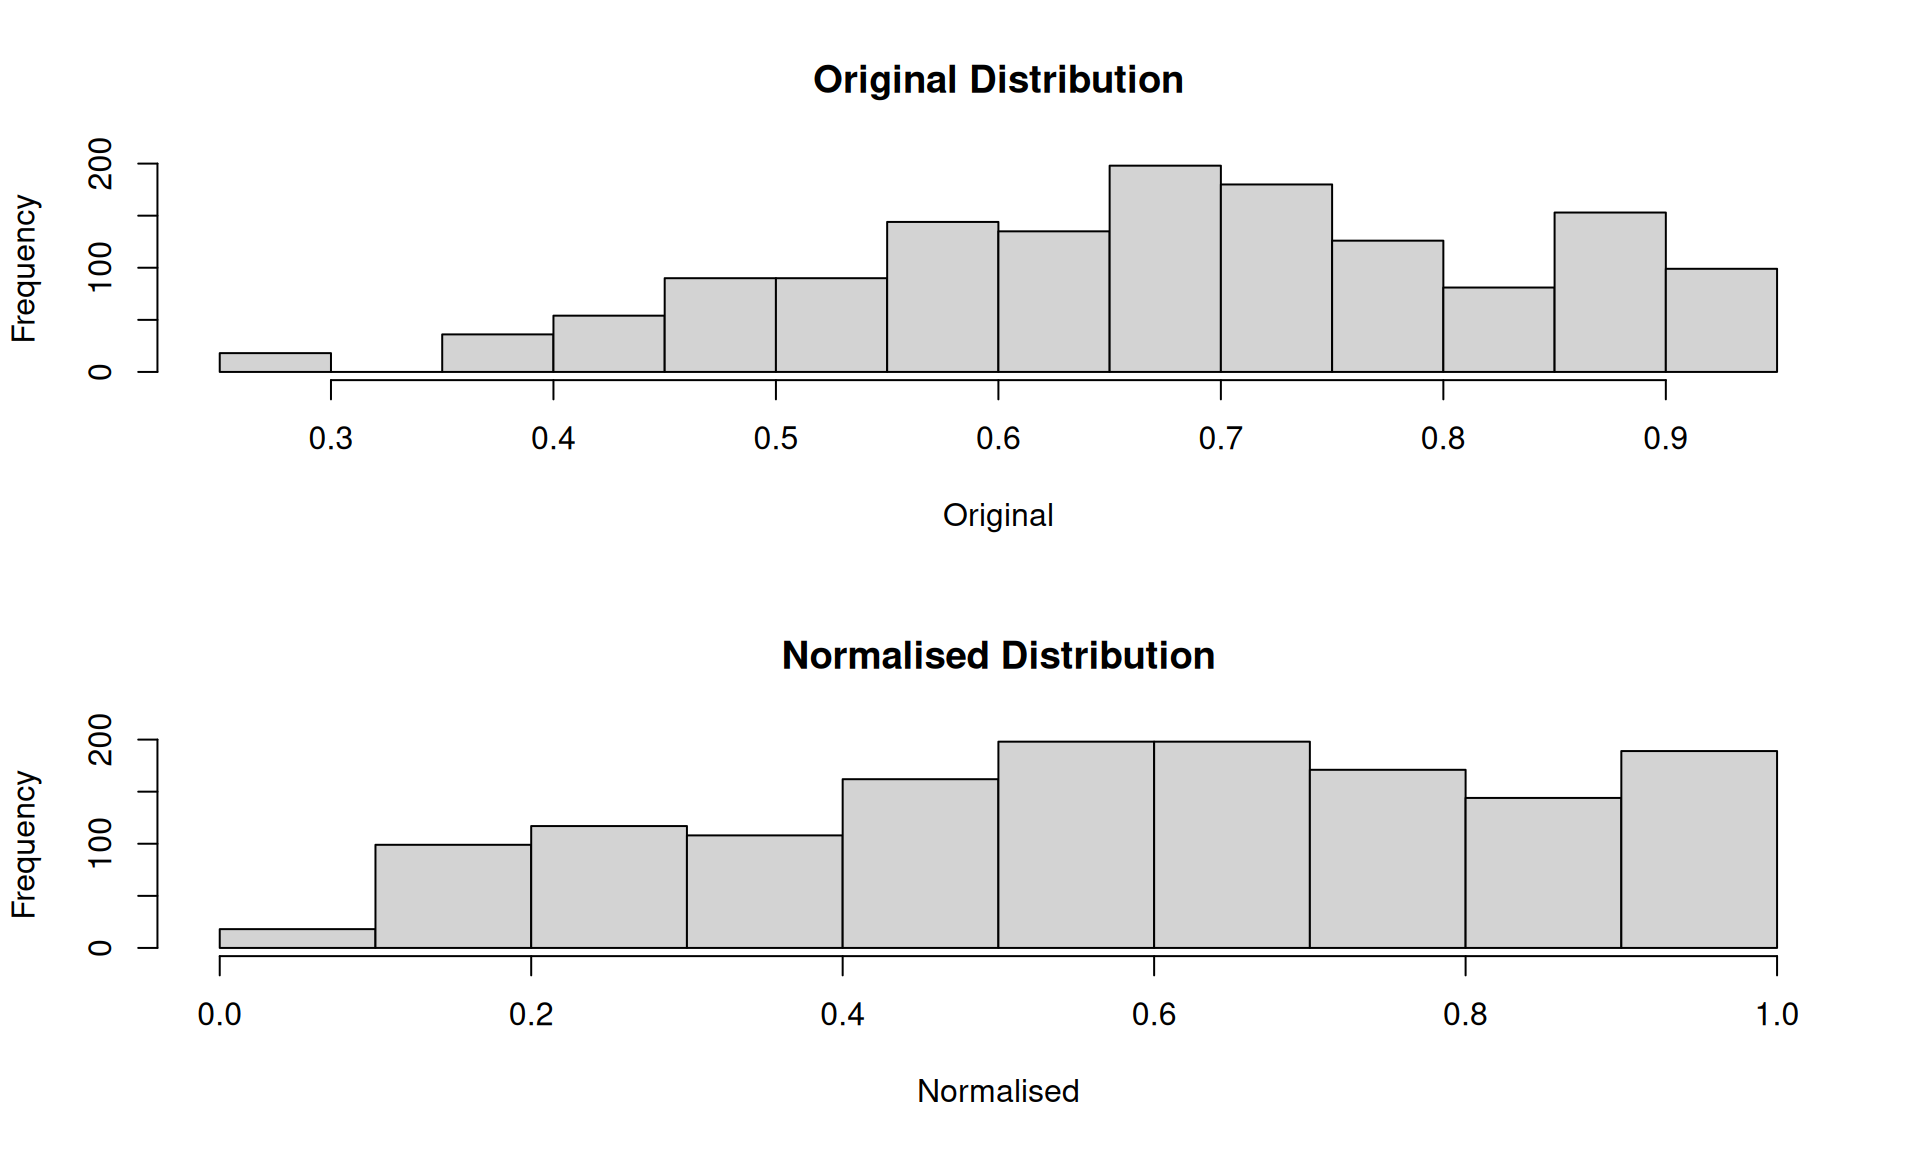 Original Distribution
Frequency
200
100
0
0.3 0.4 0.5 0.6 0.7 0.8 0.9
Original
Normalised Distribution
Frequency
200
100
0
0.0 0.2 0.4 0.6 0.8 1.0
Normalised